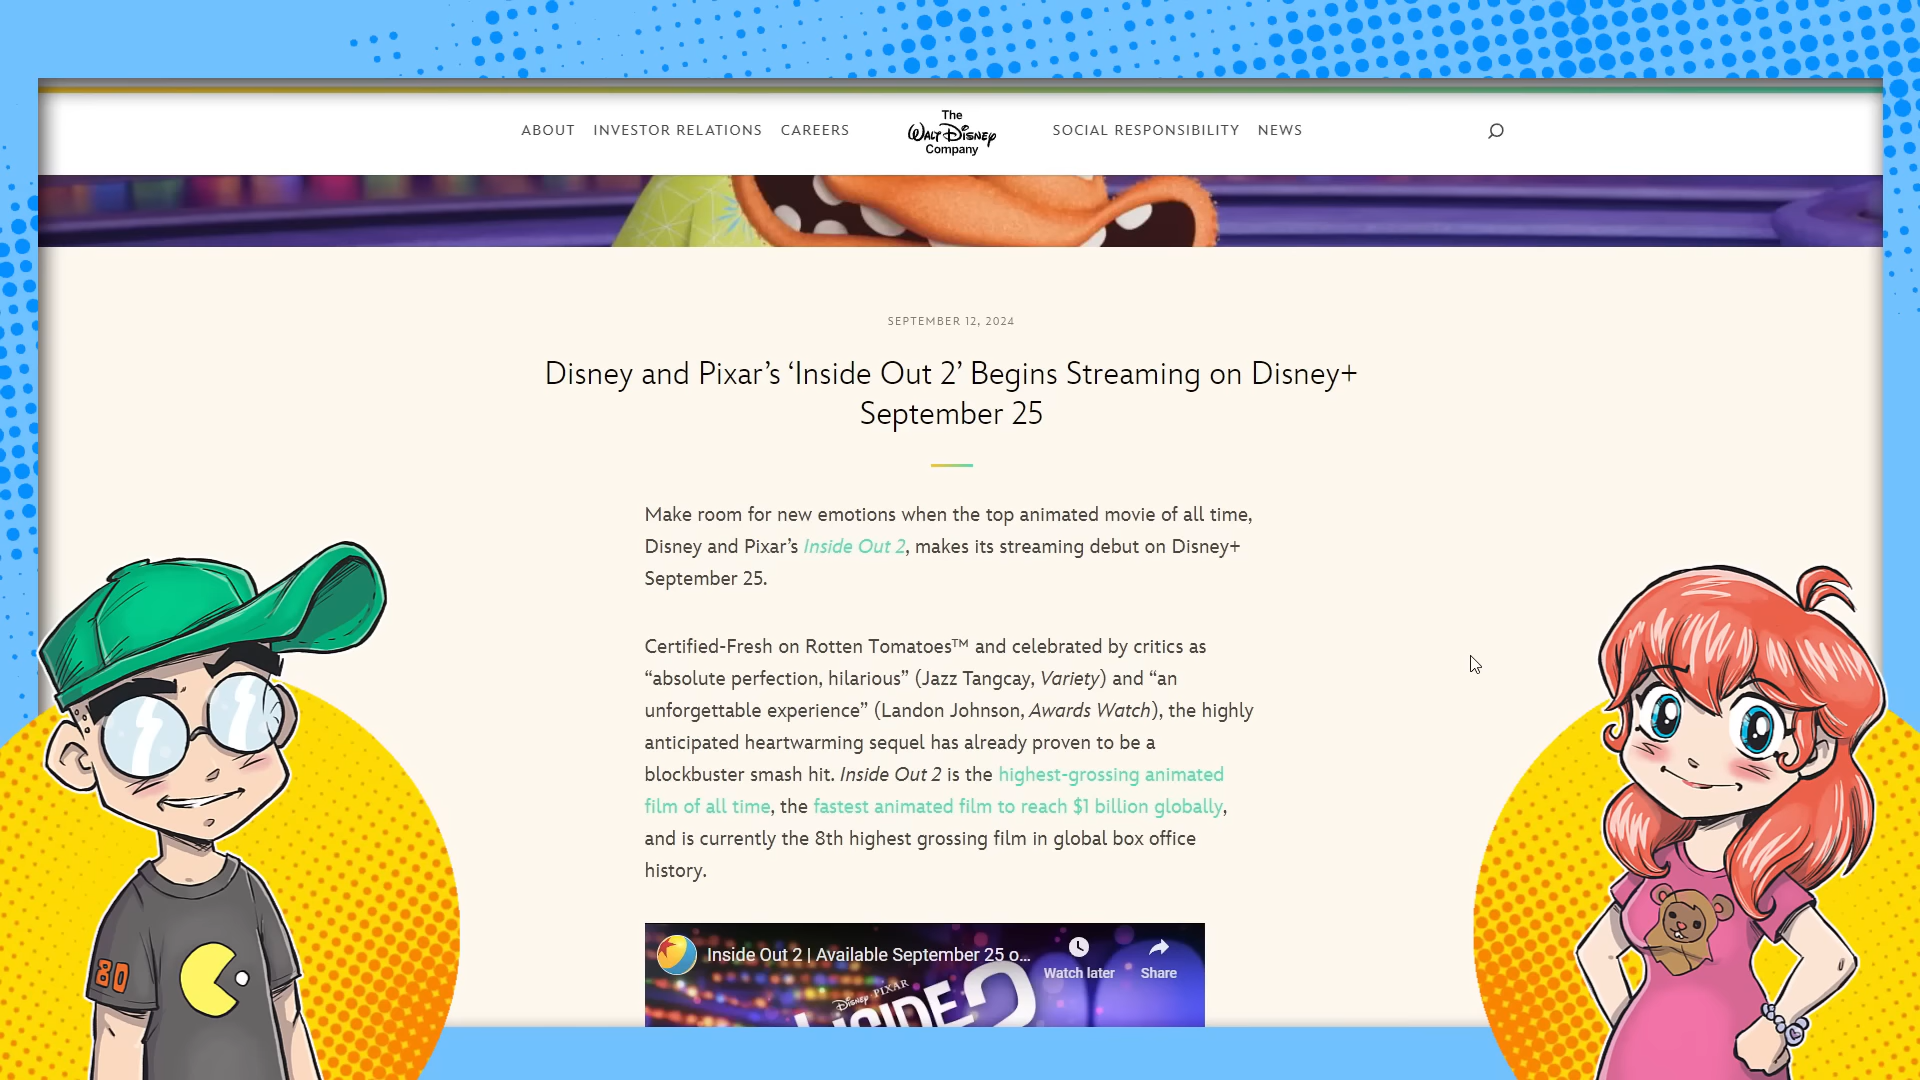 ABOUT INVESTOR RELATIONS CAREERS
The
WALT DISNEY
Company
SOCIAL RESPONSIBILITY NEWS
SEPTEMBER 12, 2024
Disney and Pixar’s ‘Inside Out 2’ Begins Streaming on Disney+
September 25
Make room for new emotions when the top animated movie of all time,
Disney and Pixar’s Inside Out 2, makes its streaming debut on Disney+
September 25.
Certified-Fresh on Rotten Tomatoes™ and celebrated by critics as
“absolute perfection, hilarious” (Jazz Tangcay, Variety) and “an
unforgettable experience” (Landon Johnson, Awards Watch), the highly
anticipated heartwarming sequel has already proven to be a
blockbuster smash hit. Inside Out 2 is the highest-grossing animated
film of all time, the fastest animated film to reach $1 billion globally,
and is currently the 8th highest grossing film in global box office
history.
Inside Out 2 | Available September 25 o...
Watch later
Share
Disney PIXAR
INSIDE 2
80